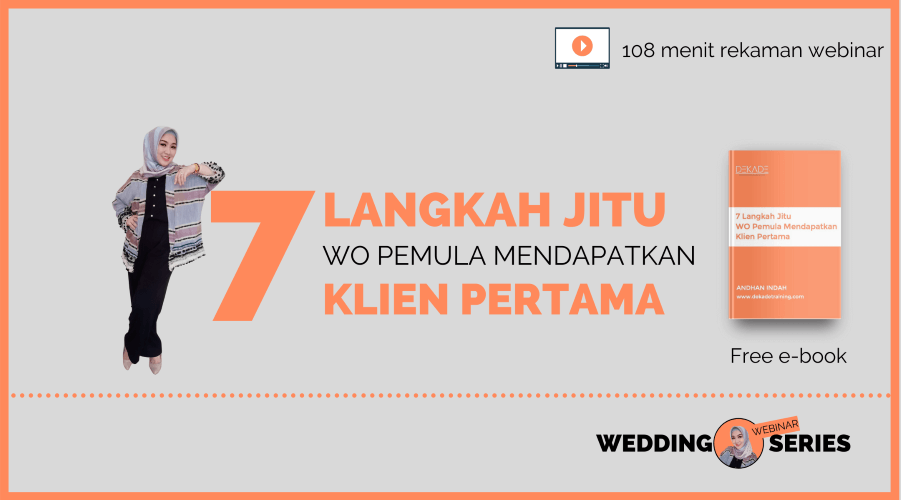 108 menit rekaman webinar
7 LANGKAH JITU
WO PEMULA MENDAPATKAN
KLIEN PERTAMA
DEKADE
7 Langkah Jitu
WO Pemula Mendapatkan
Klien Pertama
ANDHAN INDAH
www.dekadetraining.com
Free e-book
WEDDING WEBINAR SERIES